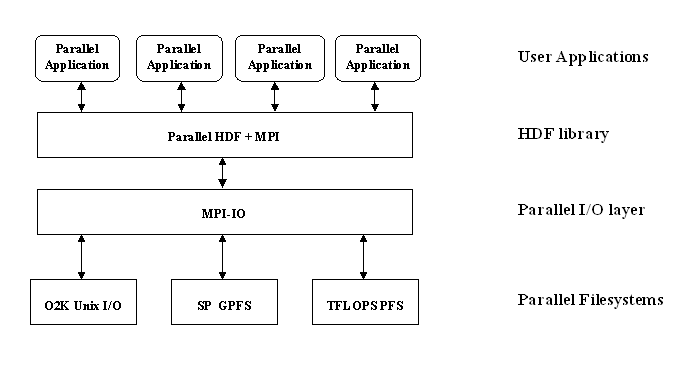 Parallel Parallel Parallel Parallel
Application Application Application Application
User Applications
Parallel HDF + MPI
HDF library
MPI-IO
Parallel I/O layer
O2K Unix I/O
SP GPFS
TFLOPS PFS
Parallel Filesystems